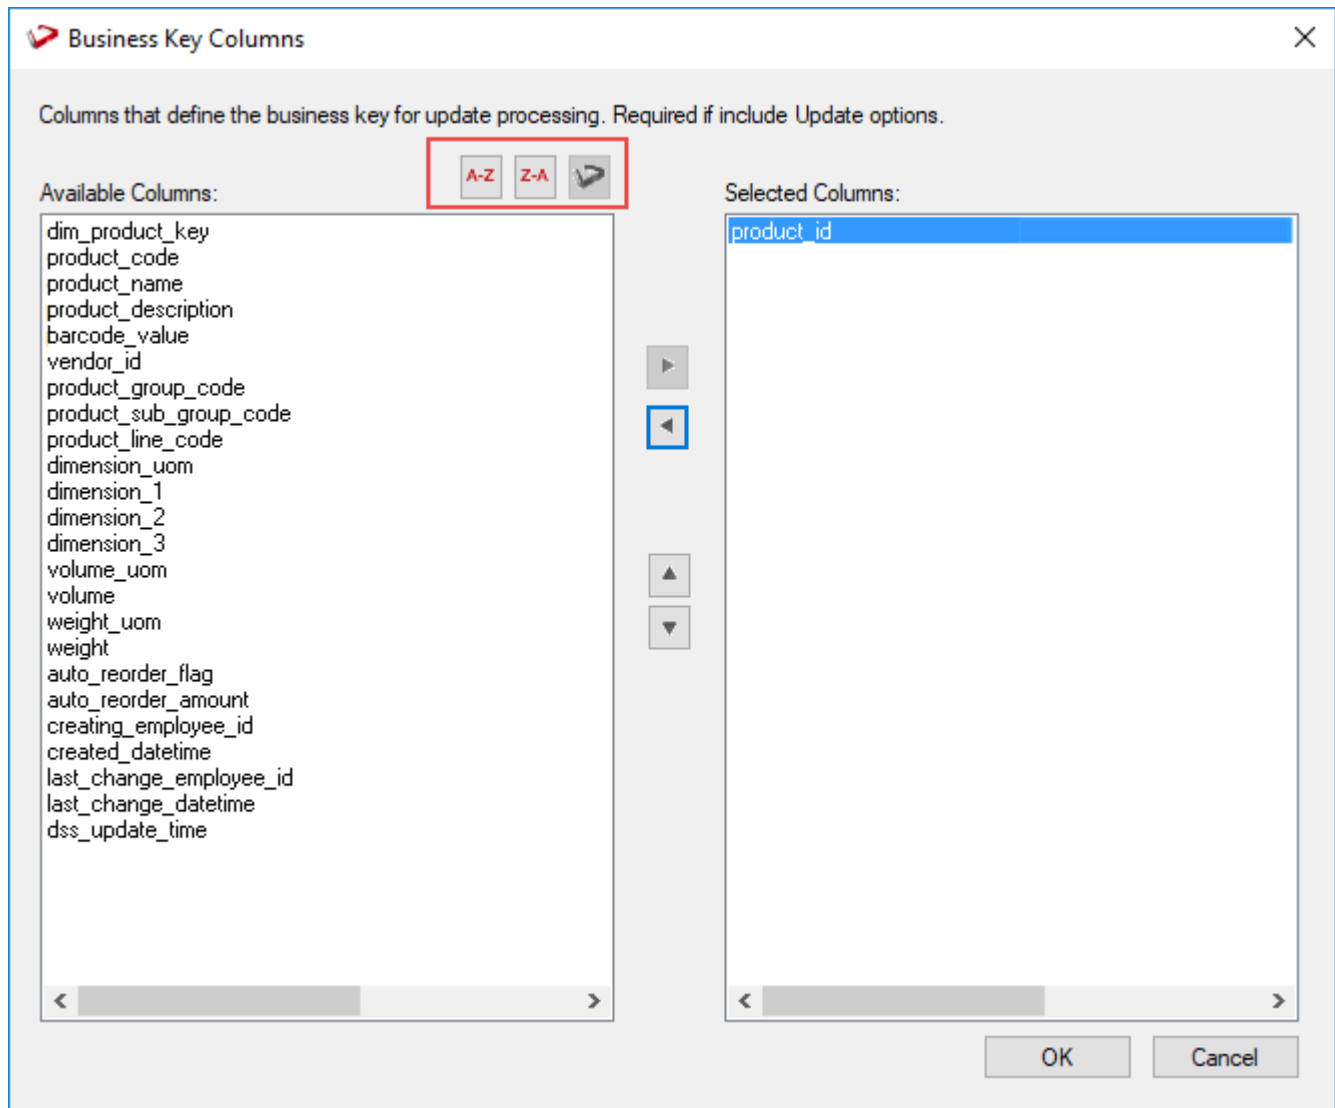 Business Key Columns
Columns that define the business key for update processing. Required if include Update options.
A-Z Z-A
Available Columns:
Selected Columns:
dim_product_key
product_code
product_name
product_description
barcode_value
vendor_id
product_group_code
product_sub_group_code
product_line_code
dimension_uom
dimension_1
dimension_2
dimension_3
volume_uom
volume
weight_uom
weight
auto_reorder_flag
auto_reorder_amount
creating_employee_id
created_datetime
last_change_employee_id
last_change_datetime
dss_update_time
product_id
OK Cancel